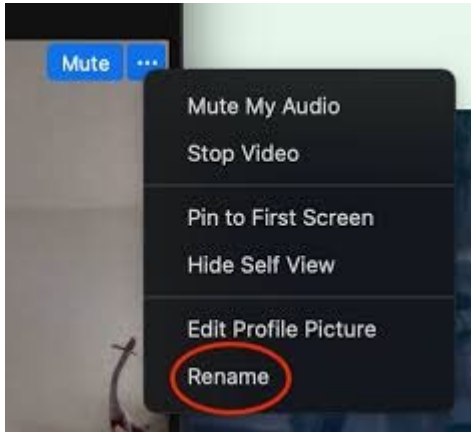 Mute ...
Mute My Audio
Stop Video
Pin to First Screen
Hide Self View
Edit Profile Picture
Rename